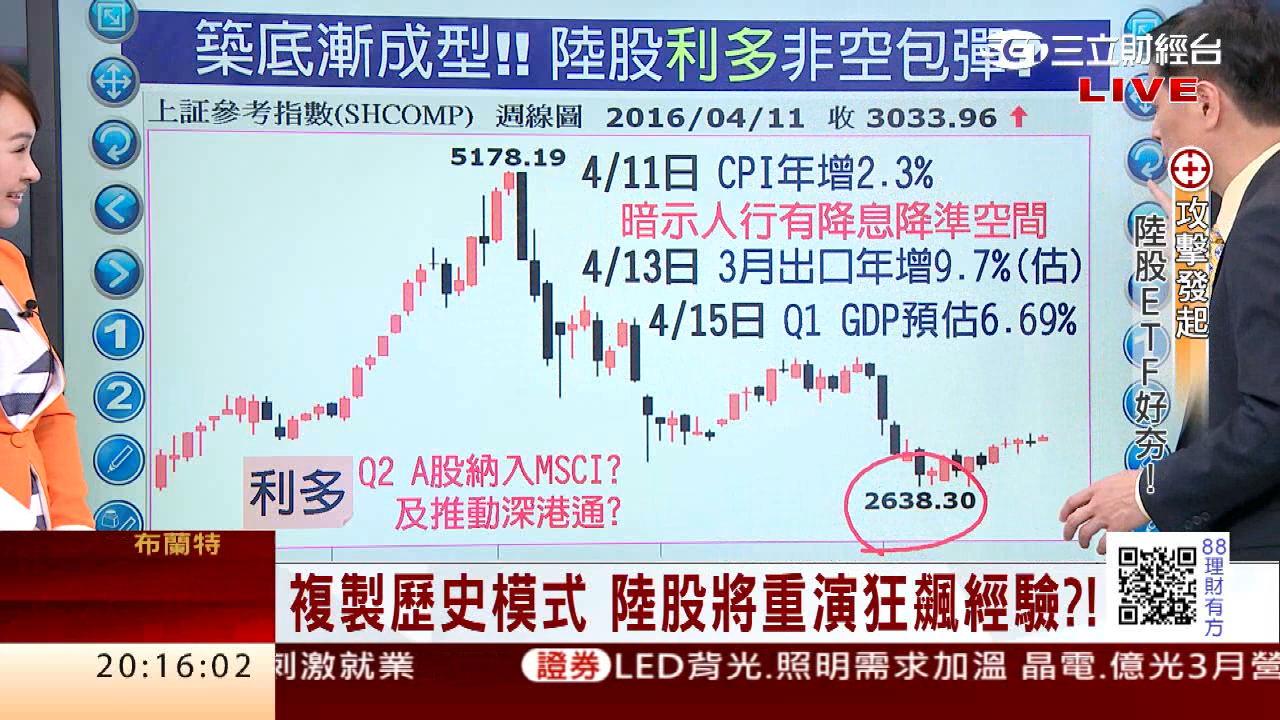 築底漸成型!! 陸股利多非空包彈!
三立財經台
LIVE
上証參考指數(SHCOMP) 週線圖 2016/04/11 收 3033.96
5178.19
4/11日 CPI年增2.3%
暗示人行有降息降準空間
4/13日 3月出口年增9.7%(估)
4/15日 Q1 GDP預估6.69%
攻擊發起
陸股ETF好夯!
1
2
利多
Q2 A股納入MSCI?
及推動深港通?
2638.30
布蘭特
複製歷史模式 陸股將重演狂飆經驗?!
88理財有方
20:16:02
刺激就業 證券 LED背光.照明需求加溫 晶電.億光3月營